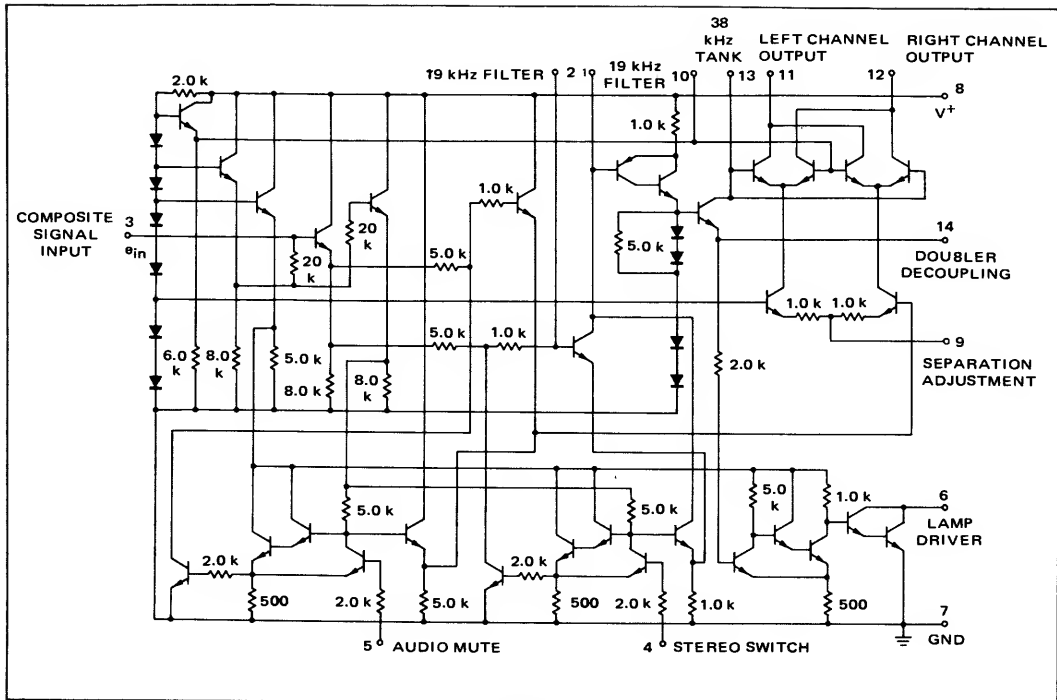 38
kHz
TANK
LEFT CHANNEL
OUTPUT
RIGHT CHANNEL
OUTPUT
19 kHz FILTER
2
1
19 kHz
FILTER
10
13
11
12
8
V+
2.0 k
1.0 k
COMPOSITE
SIGNAL
INPUT
3
ein
20
k
20
k
1.0 k
5.0 k
5.0 k
14
DOU8LER
DECOUPLING
1.0 k
1.0 k
5.0 k
1.0 k
9
SEPARATION
ADJUSTMENT
6.0
k
8.0
k
5.0 k
8.0 k
8.0
k
2.0 k
5.0 k
5.0 k
5.0
k
1.0 k
6
LAMP
DRIVER
2.0 k
2.0 k
500
2.0 k
5.0 k
500
2.0 k
1.0 k
500
7
GND
5
AUDIO MUTE
4
STEREO SWITCH